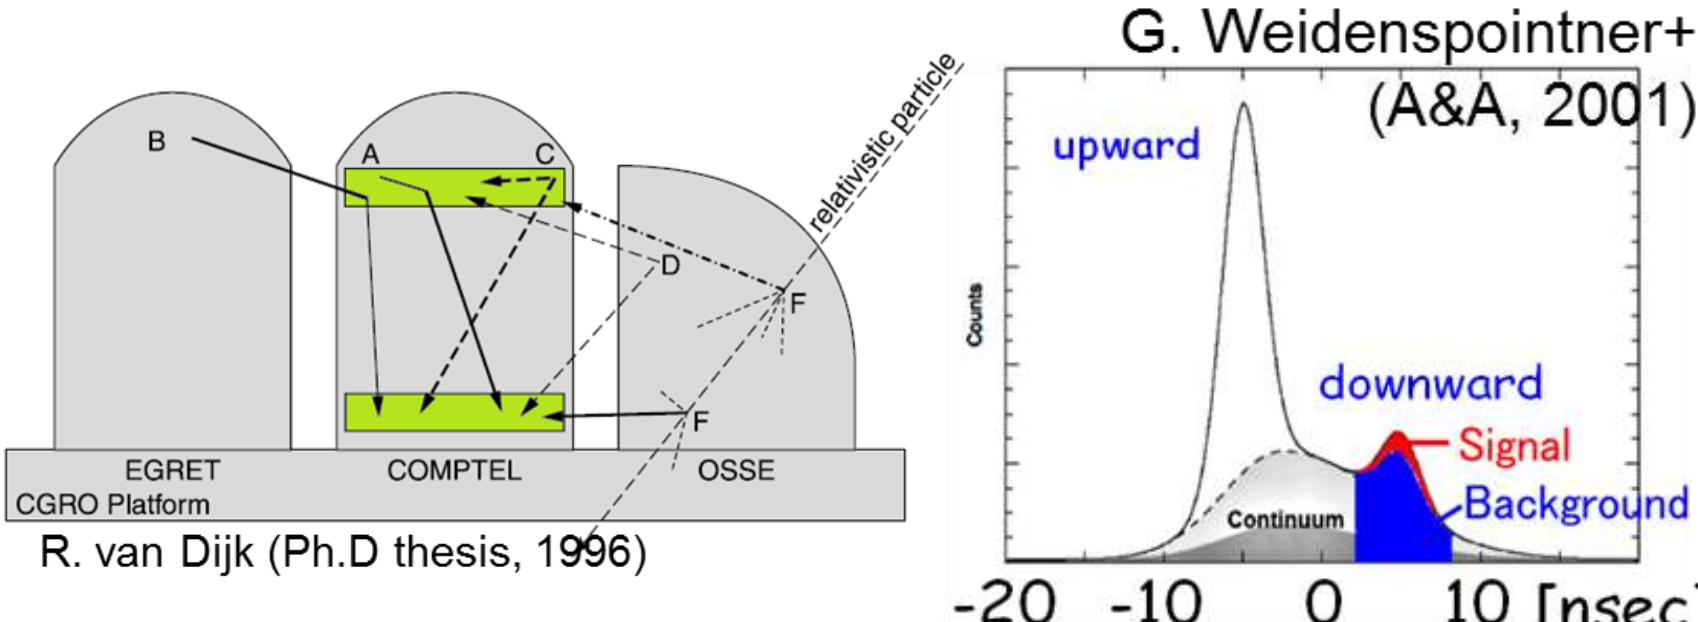 B
A
C
D
F
F
relativistic particle
EGRET
COMPTEL
OSSE
CGRO Platform
R. van Dijk (Ph.D thesis, 1996)
G. Weidenspointner+
(A&A, 2001)
upward
Counts
downward
Signal
Background
Continuum
-20 -10 0 10 [nsec]